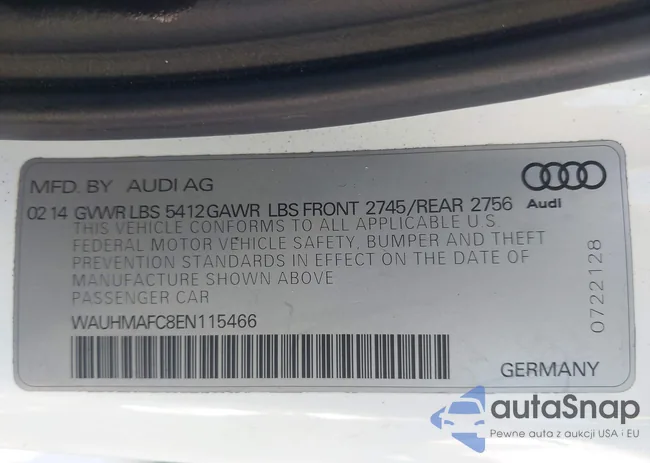 MFD. BY AUDI AG
02 14 GVWR LBS 5412 GAWR LBS FRONT 2745/REAR 2756
Audi
THIS VEHICLE CONFORMS TO ALL APPLICABLE U.S.
FEDERAL MOTOR VEHICLE SAFETY, BUMPER AND THEFT
PREVENTION STANDARDS IN EFFECT ON THE DATE OF
MANUFACTURE SHOWN ABOVE
PASSENGER CAR
WAUHMAFC8EN115466
0722128
GERMANY
autoSnap
Pewne auta z aukcji USA i EU